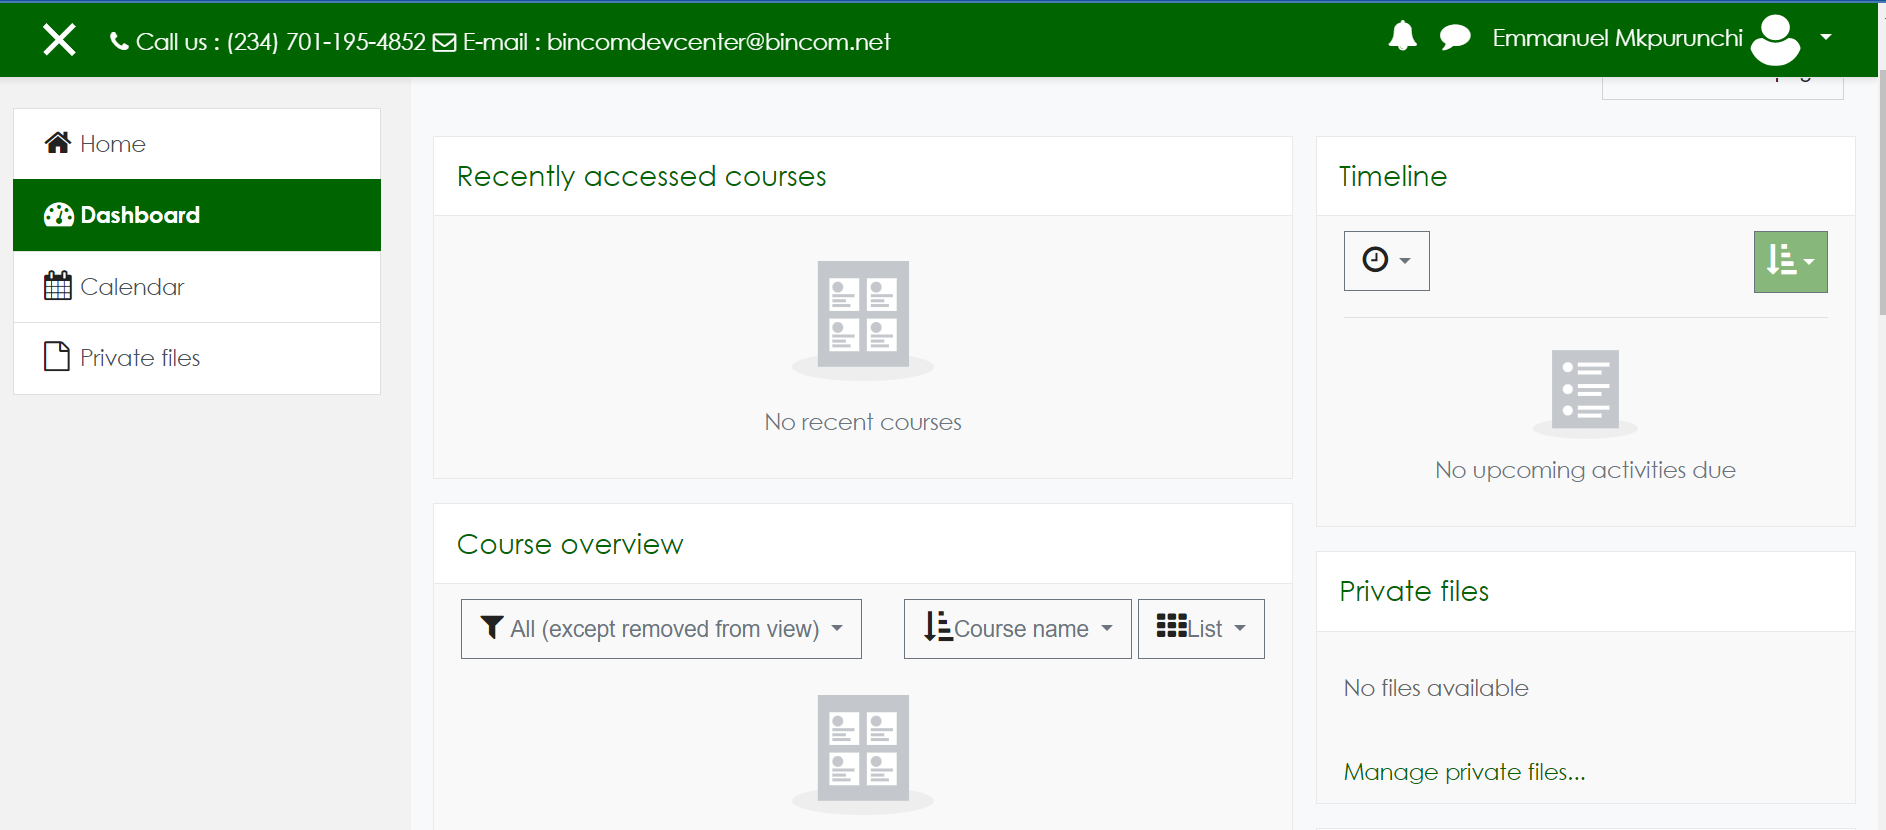 Call us : (234) 701-195-4852 E-mail : bincomdevcenter@bincom.net
Emmanuel Mkpurunchi
Home
Dashboard
Calendar
Private files
Recently accessed courses
No recent courses
Course overview
All (except removed from view)
Course name
List
Timeline
No upcoming activities due
Private files
No files available
Manage private files...